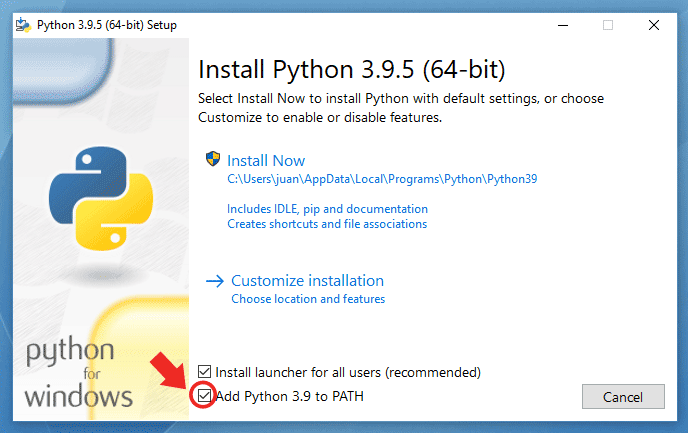 Python 3.9.5 (64-bit) Setup
Install Python 3.9.5 (64-bit)
Select Install Now to install Python with default settings, or choose
Customize to enable or disable features.
Install Now
C:\Users\juan\AppData\Local\Programs\Python\Python39
Includes IDLE, pip and documentation
Creates shortcuts and file associations
Customize installation
Choose location and features
python
for
windows
Install launcher for all users (recommended)
Add Python 3.9 to PATH
Cancel